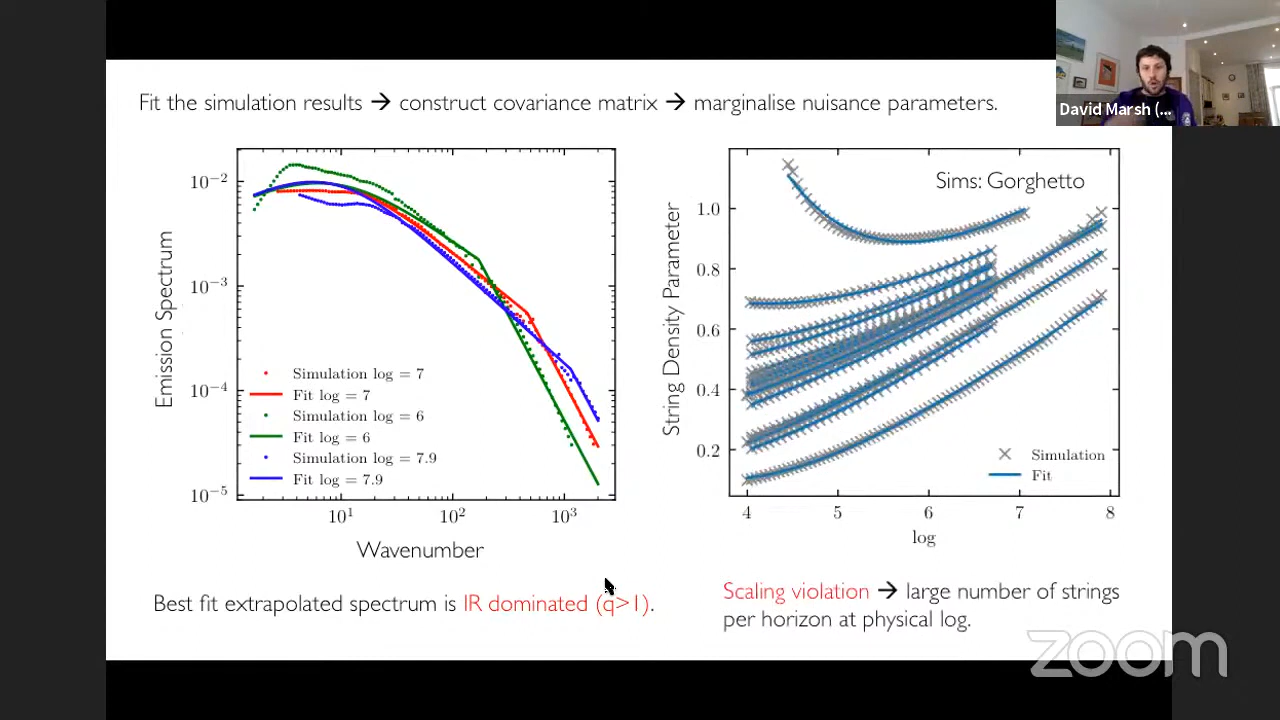 David Marsh (...
Fit the simulation results → construct covariance matrix → marginalise nuisance parameters.
Emission Spectrum
10⁻²
10⁻³
10⁻⁴
10⁻⁵
Simulation log = 7
Fit log = 7
Simulation log = 6
Fit log = 6
Simulation log = 7.9
Fit log = 7.9
10¹ 10² 10³
Wavenumber
String Density Parameter
1.0
0.8
0.6
0.4
0.2
Sims: Gorghetto
Simulation
Fit
4 5 6 7 8
log
Best fit extrapolated spectrum is IR dominated (q>1).
Scaling violation → large number of strings
per horizon at physical log.
zoom